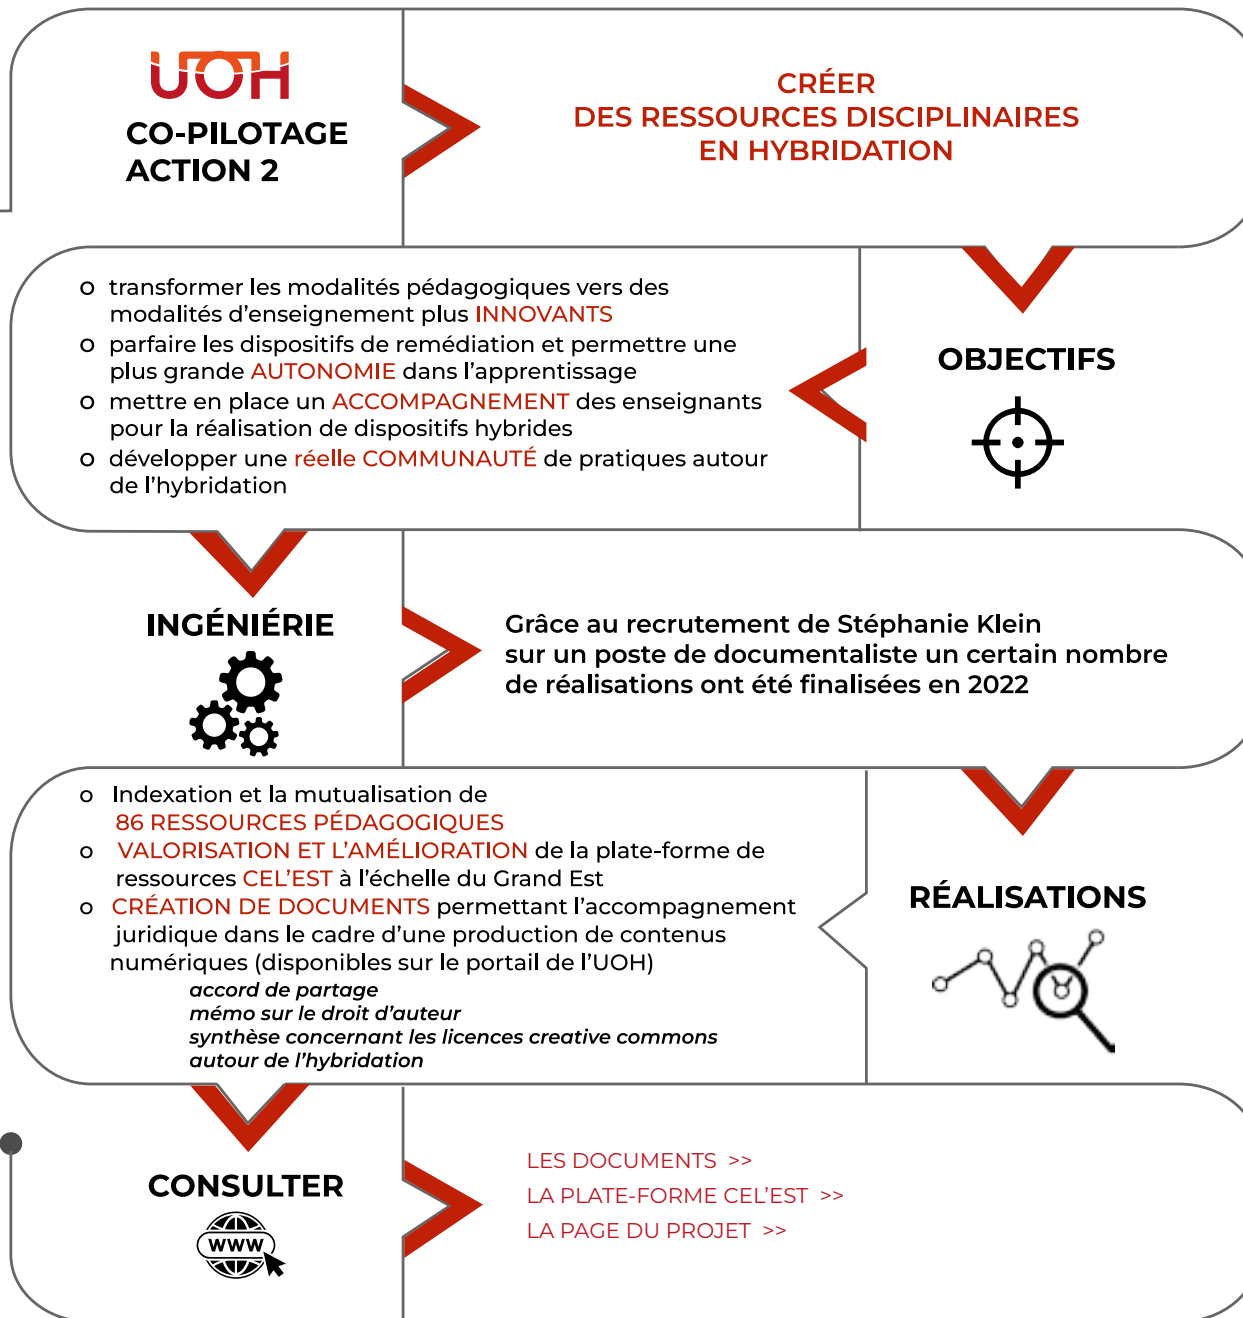 UOH
CO-PILOTAGE
ACTION 2
CRÉER
DES RESSOURCES DISCIPLINAIRES
EN HYBRIDATION
o transformer les modalités pédagogiques vers des
modalités d'enseignement plus INNOVANTS
o parfaire les dispositifs de remédiation et permettre une
plus grande AUTONOMIE dans l'apprentissage
o mettre en place un ACCOMPAGNEMENT des enseignants
pour la réalisation de dispositifs hybrides
o développer une réelle COMMUNAUTÉ de pratiques autour
de l'hybridation
OBJECTIFS
INGÉNIÉRIE
Grâce au recrutement de Stéphanie Klein
sur un poste de documentaliste un certain nombre
de réalisations ont été finalisées en 2022
o Indexation et la mutualisation de
86 RESSOURCES PÉDAGOGIQUES
o VALORISATION ET L'AMÉLIORATION de la plate-forme de
ressources CEL'EST à l'échelle du Grand Est
o CRÉATION DE DOCUMENTS permettant l'accompagnement
juridique dans le cadre d'une production de contenus
numériques (disponibles sur le portail de l'UOH)
accord de partage
mémo sur le droit d'auteur
synthèse concernant les licences creative commons
autour de l'hybridation
RÉALISATIONS
CONSULTER
WWW
LES DOCUMENTS >>
LA PLATE-FORME CEL'EST >>
LA PAGE DU PROJET >>